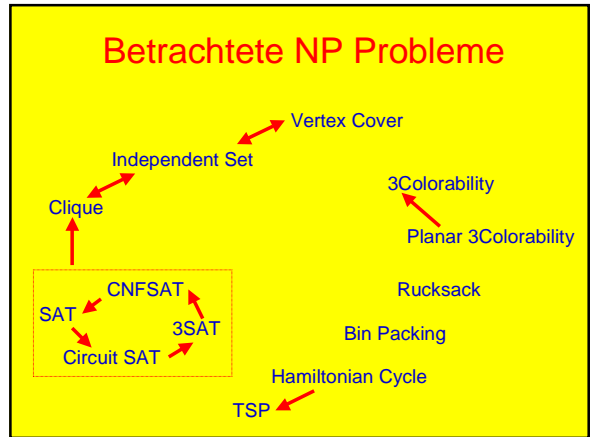 Betrachtete NP Probleme
Vertex Cover
Independent Set
3Colorability
Clique
Planar 3Colorability
CNFSAT
Rucksack
SAT
3SAT
Bin Packing
Circuit SAT
Hamiltonian Cycle
TSP